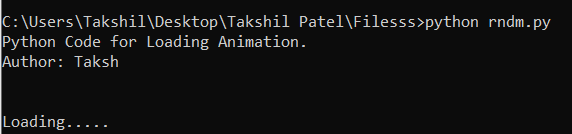 C:\Users\Takshil\Desktop\Takshil Patel\Filesss>python rndm.py
Python Code for Loading Animation.
Author: Taksh
Loading.....